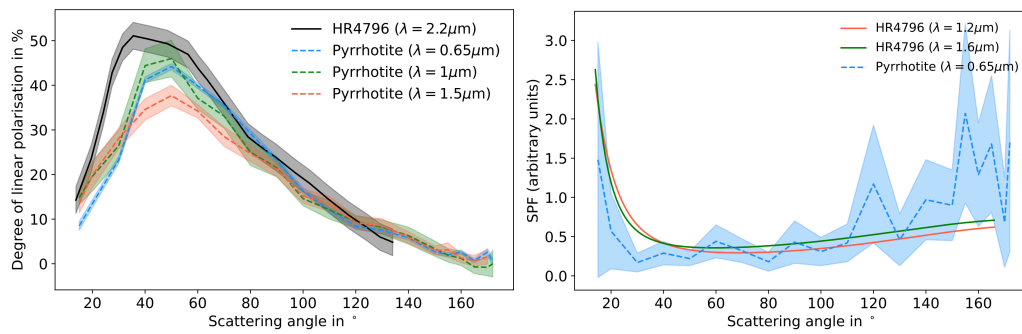 Degree of linear polarisation in %
50
40
30
20
10
0
HR4796 (λ = 2.2μm)
Pyrrhotite (λ = 0.65μm)
Pyrrhotite (λ = 1μm)
Pyrrhotite (λ = 1.5μm)
20 40 60 80 100 120 140 160
Scattering angle in °
SPF (arbitrary units)
3.0
2.5
2.0
1.5
1.0
0.5
0.0
HR4796 (λ = 1.2μm)
HR4796 (λ = 1.6μm)
Pyrrhotite (λ = 0.65μm)
20 40 60 80 100 120 140 160
Scattering angle in °